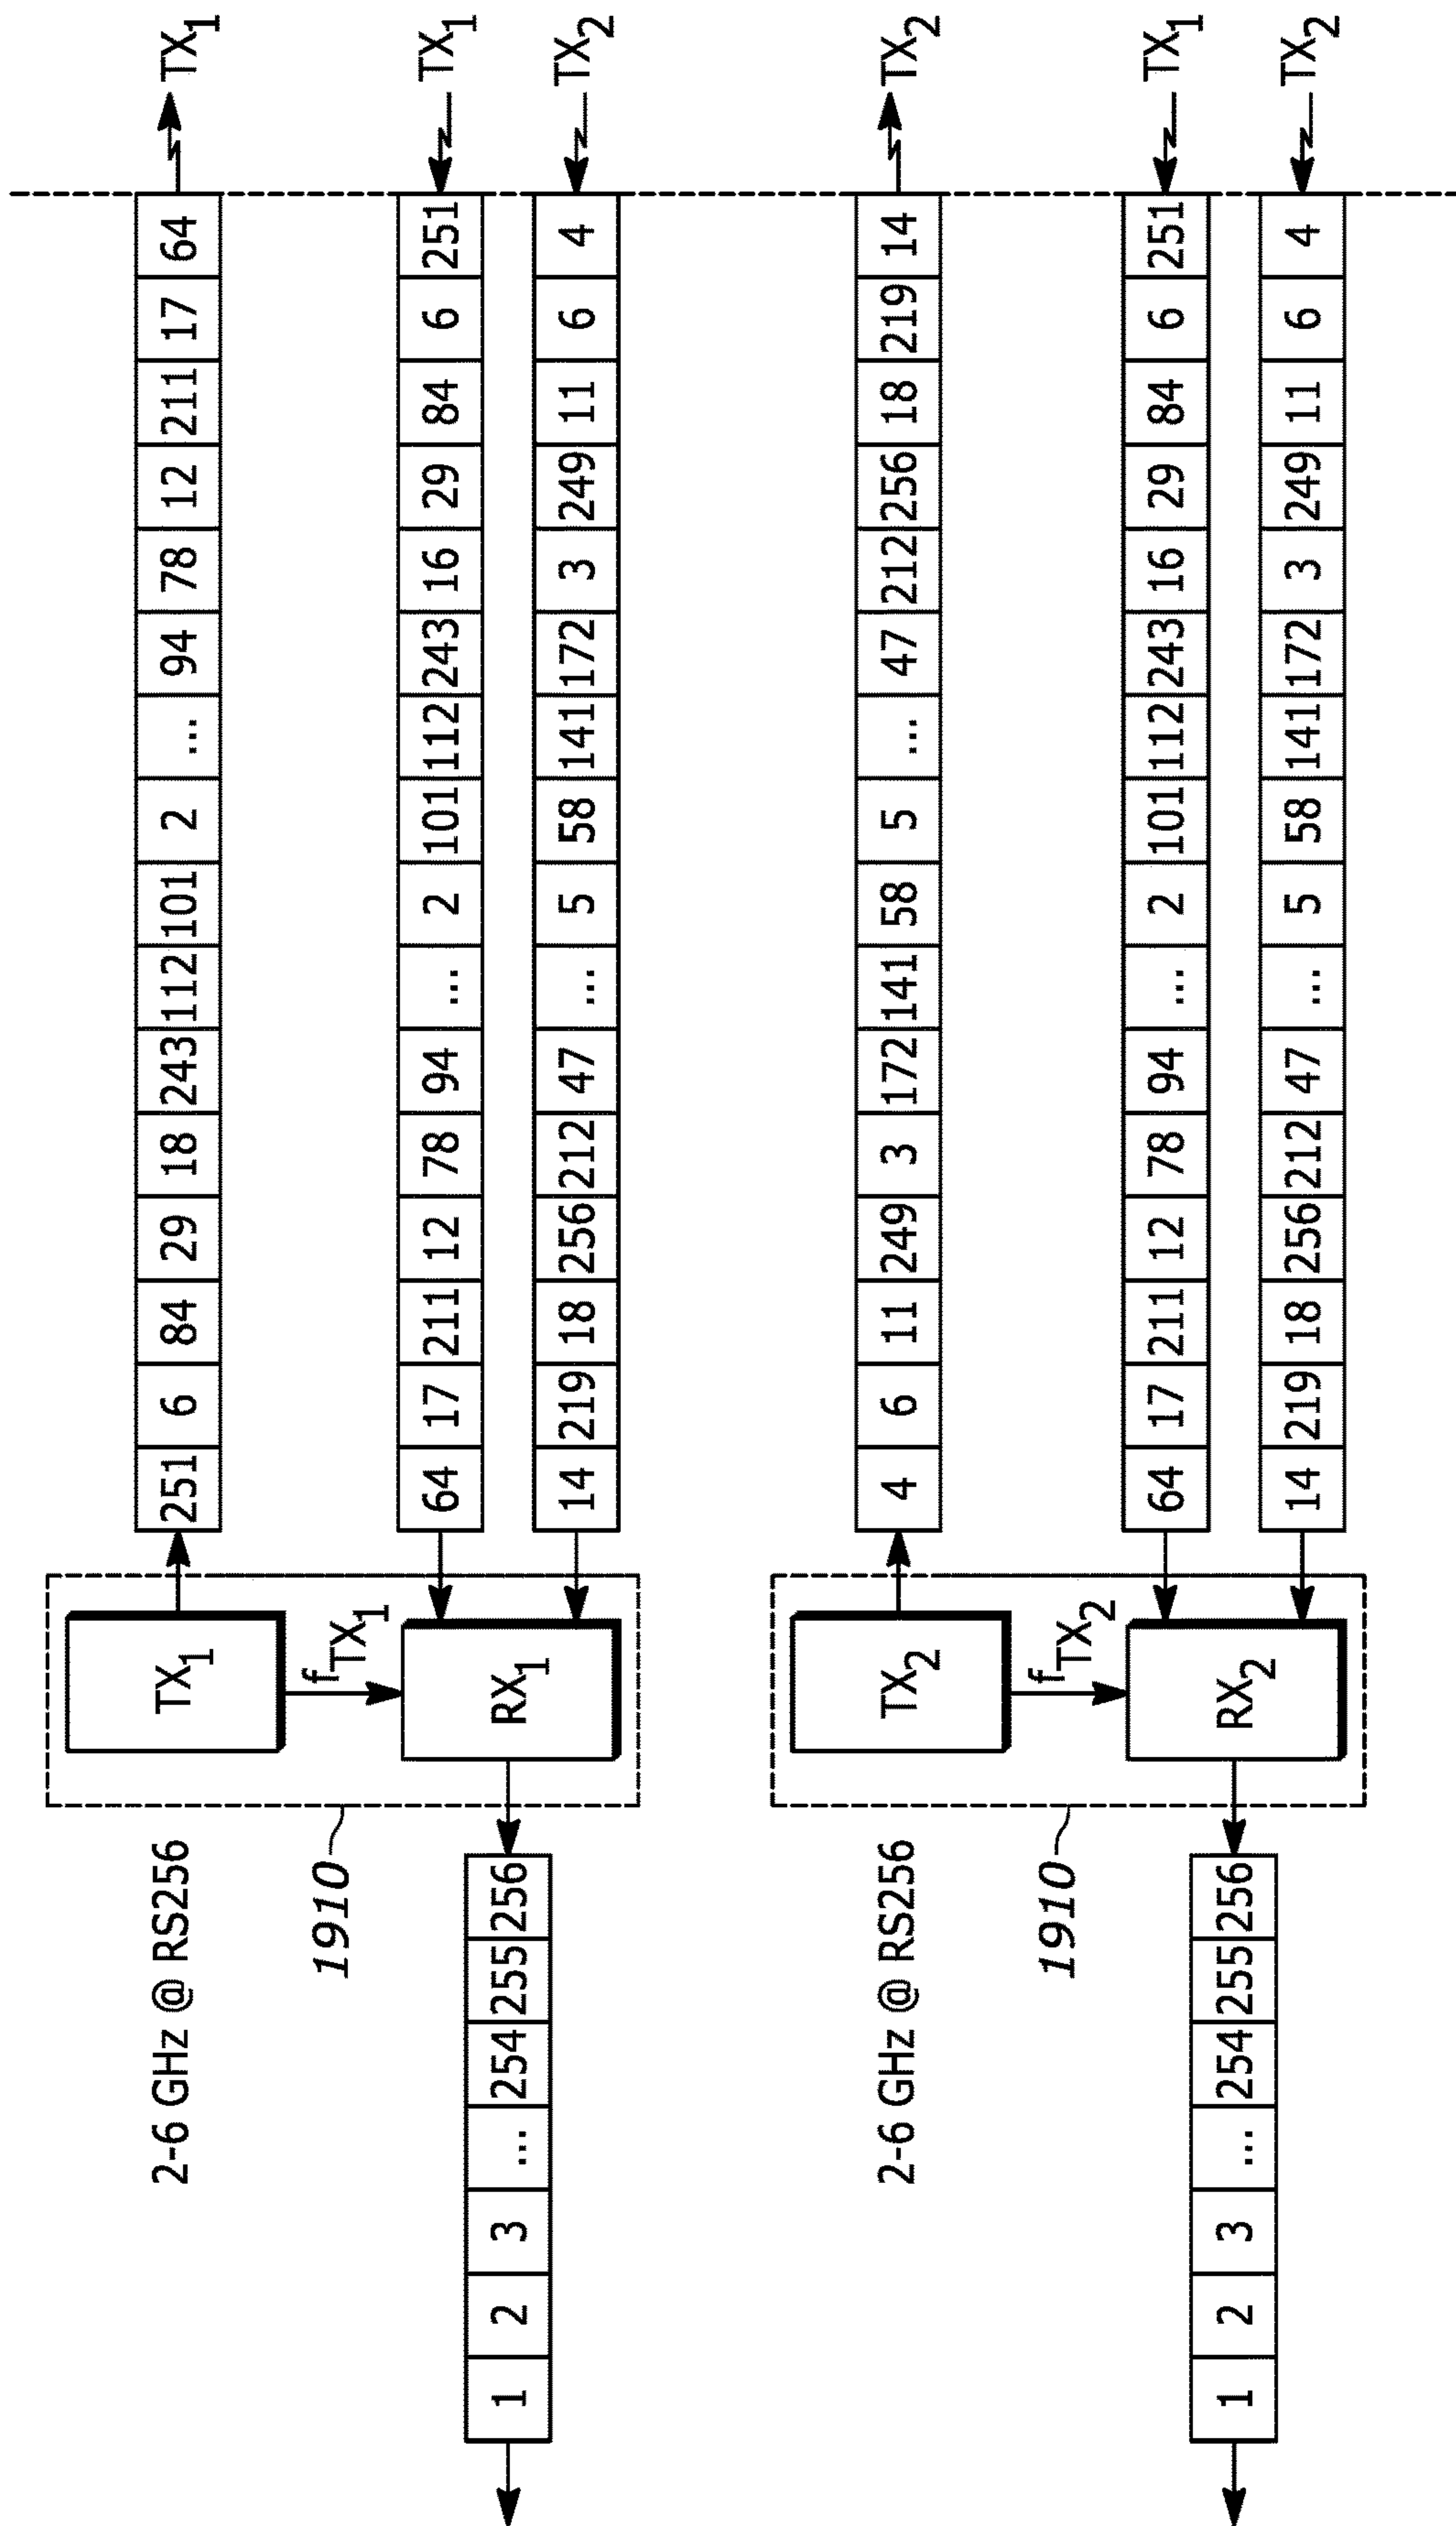 2-6 GHz @ RS256
TX1
251 6 84 29 18 243 112 101 2 ... 94 78 12 211 17 64
TX1
1910
fTX1
1 2 3 ... 254 255 256
RX1
64 17 211 12 78 94 ... 2 101 112 243 16 29 84 6 251
TX1
14 219 18 256 212 47 ... 5 58 141 172 3 249 11 6 4
TX2
2-6 GHz @ RS256
TX2
4 6 11 249 3 172 141 58 5 ... 47 212 256 18 219 14
TX2
1910
fTX2
1 2 3 ... 254 255 256
RX2
64 17 211 12 78 94 ... 2 101 112 243 16 29 84 6 251
TX1
14 219 18 256 212 47 ... 5 58 141 172 3 249 11 6 4
TX2